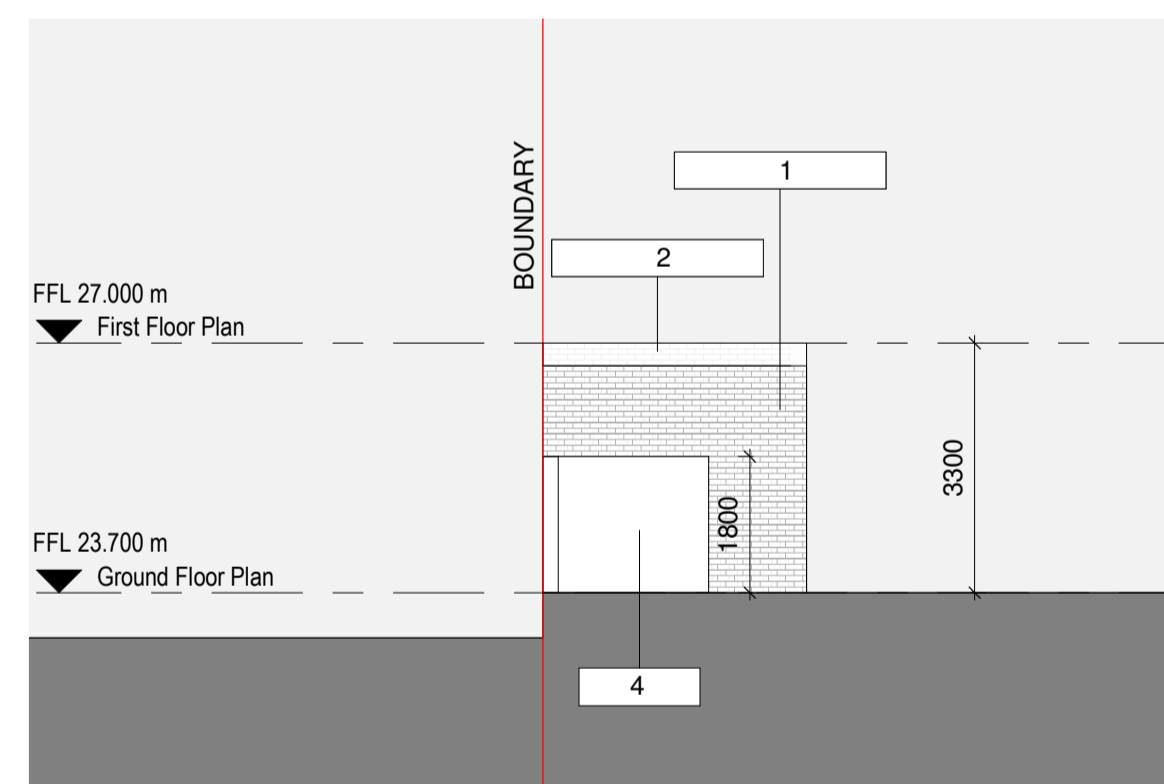 BOUNDARY
1
2
FFL 27.000 m
First Floor Plan
3300
1800
FFL 23.700 m
Ground Floor Plan
4